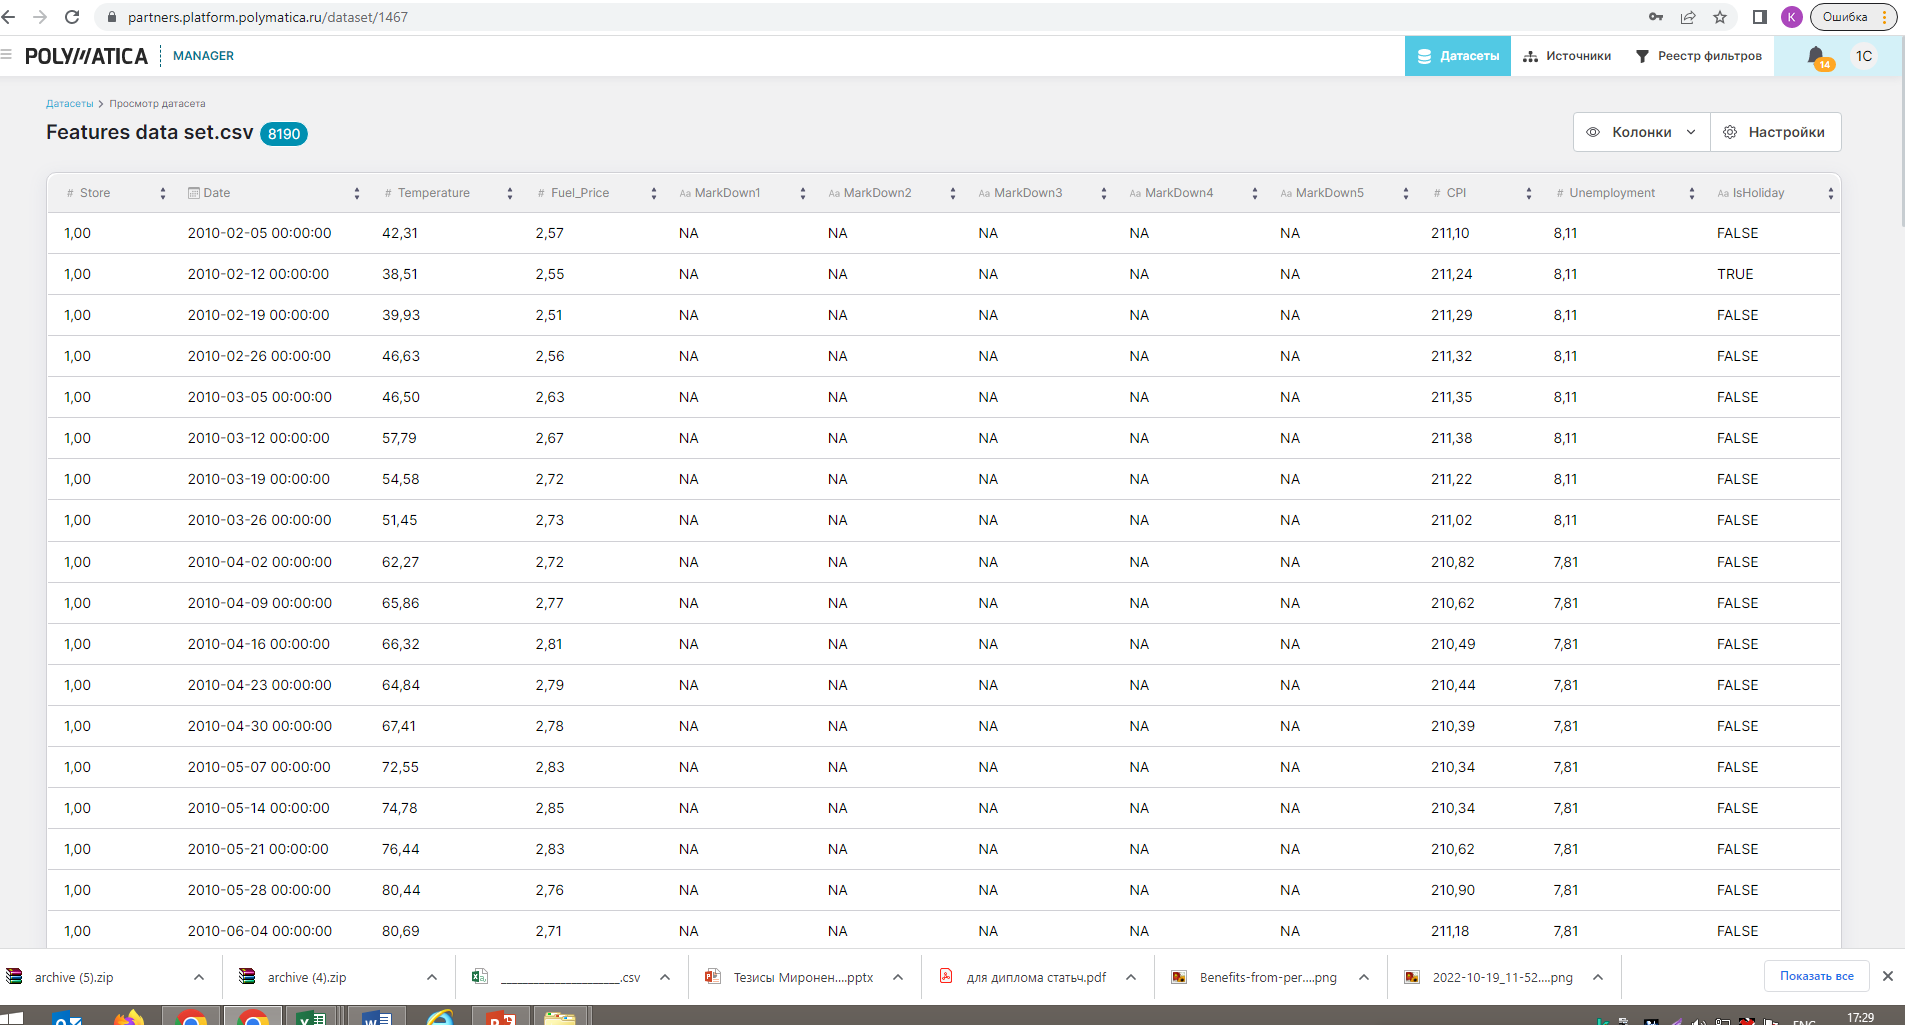 partners.platform.polymatica.ru/dataset/1467
K
Ошибка
POLYMATICA MANAGER
Датасеты Источники Реестр фильтров 14 1C
Датасеты > Просмотр датасета
Features data set.csv 8190
Колонки Настройки
# Store Date # Temperature # Fuel_Price Aa MarkDown1 Aa MarkDown2 Aa MarkDown3 Aa MarkDown4 Aa MarkDown5 # CPI # Unemployment Aa IsHoliday
1,00 2010-02-05 00:00:00 42,31 2,57 NA NA NA NA NA 211,10 8,11 FALSE
1,00 2010-02-12 00:00:00 38,51 2,55 NA NA NA NA NA 211,24 8,11 TRUE
1,00 2010-02-19 00:00:00 39,93 2,51 NA NA NA NA NA 211,29 8,11 FALSE
1,00 2010-02-26 00:00:00 46,63 2,56 NA NA NA NA NA 211,32 8,11 FALSE
1,00 2010-03-05 00:00:00 46,50 2,63 NA NA NA NA NA 211,35 8,11 FALSE
1,00 2010-03-12 00:00:00 57,79 2,67 NA NA NA NA NA 211,38 8,11 FALSE
1,00 2010-03-19 00:00:00 54,58 2,72 NA NA NA NA NA 211,22 8,11 FALSE
1,00 2010-03-26 00:00:00 51,45 2,73 NA NA NA NA NA 211,02 8,11 FALSE
1,00 2010-04-02 00:00:00 62,27 2,72 NA NA NA NA NA 210,82 7,81 FALSE
1,00 2010-04-09 00:00:00 65,86 2,77 NA NA NA NA NA 210,62 7,81 FALSE
1,00 2010-04-16 00:00:00 66,32 2,81 NA NA NA NA NA 210,49 7,81 FALSE
1,00 2010-04-23 00:00:00 64,84 2,79 NA NA NA NA NA 210,44 7,81 FALSE
1,00 2010-04-30 00:00:00 67,41 2,78 NA NA NA NA NA 210,39 7,81 FALSE
1,00 2010-05-07 00:00:00 72,55 2,83 NA NA NA NA NA 210,34 7,81 FALSE
1,00 2010-05-14 00:00:00 74,78 2,85 NA NA NA NA NA 210,34 7,81 FALSE
1,00 2010-05-21 00:00:00 76,44 2,83 NA NA NA NA NA 210,62 7,81 FALSE
1,00 2010-05-28 00:00:00 80,44 2,76 NA NA NA NA NA 210,90 7,81 FALSE
1,00 2010-06-04 00:00:00 80,69 2,71 NA NA NA NA NA 211,18 7,81 FALSE
archive (5).zip archive (4).zip ______________________.csv Тезисы Миронен....pptx для диплома статьч.pdf Benefits-from-per....png 2022-10-19_11-52....png Показать все
ENG 17:29